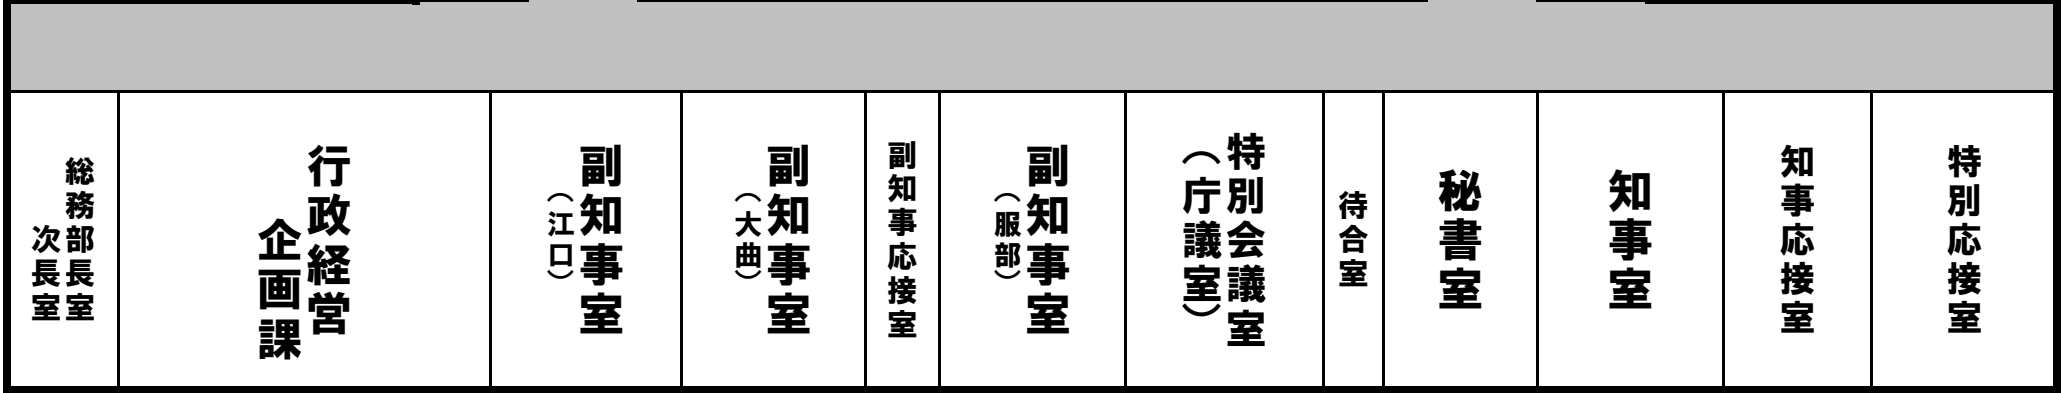 総務部長室
次長室
行政経営
企画課
副知事室
（江口）
副知事室
（大曲）
副知事応接室
副知事室
（服部）
特別会議室
（庁議室）
待合室
秘書室
知事室
知事応接室
特別応接室